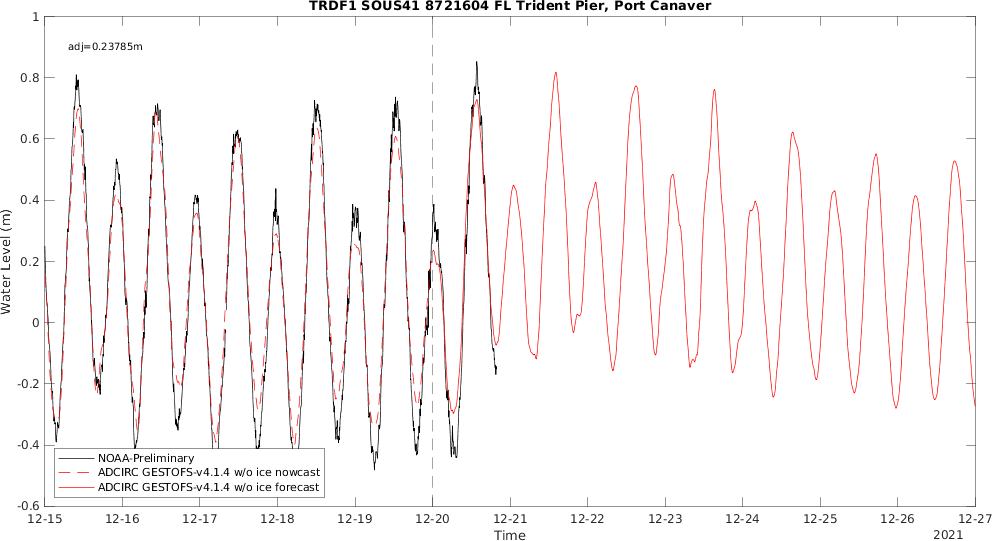 TRDF1 SOUS41 8721604 FL Trident Pier, Port Canaver
adj=0.23785m
1
0.8
0.6
0.4
0.2
0
-0.2
-0.4
-0.6
Water Level (m)
NOAA-Preliminary
ADCIRC GESTOFS-v4.1.4 w/o ice nowcast
ADCIRC GESTOFS-v4.1.4 w/o ice forecast
12-15 12-16 12-17 12-18 12-19 12-20 12-21 12-22 12-23 12-24 12-25 12-26 12-27
Time
2021